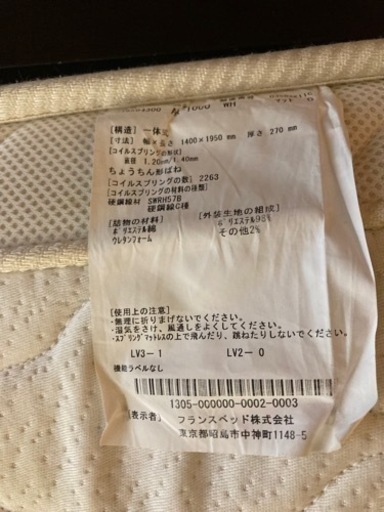 [構造] 一体
[寸法] 幅×長さ 1400×1950 mm 厚さ 270 mm
[コイルスプリングの形状]
直径 1.20mm/1.40mm
ちょうちん形ばね
[コイルスプリングの数] 2263
[コイルスプリングの材料の種類]
硬鋼線材 SWRH57B
硬鋼線C種
[詰物の材料] [外装生地の組成]
ポリエステル綿 ポリエステル98%
ウレタンフォーム その他2%
[使用上の注意]
・無理に折りまげないでください。
・湿気をさけ、風通しをよくしてください。
・スプリングマットレスの上で飛んだり、跳ねたりしないでください。
LV3-1 LV2-0
機能ラベルなし
1305-000000-0002-0003
[表示者] フランスベッド株式会社
東京都昭島市中神町1148-5